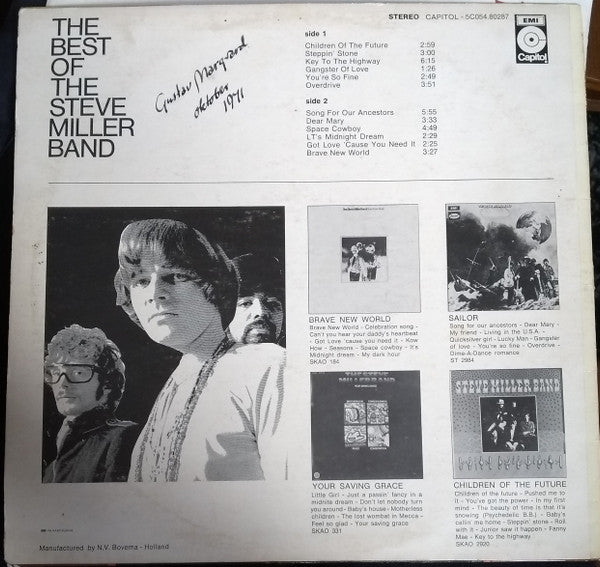 THE
BEST
OF
THE
STEVE
MILLER
BAND
Gustav Marquard
oktober
1971
STEREO CAPITOL - 5C054.80287
EMI
Capitol
side 1
Children Of The Future 2:59
Steppin' Stone 3:00
Key To The Highway 6:15
Gangster Of Love 1:26
You're So Fine 2:49
Overdrive 3:51
side 2
Song For Our Ancestors 5:55
Dear Mary 3:33
Space Cowboy 4:49
LT's Midnight Dream 2:29
Got Love 'Cause You Need It 2:25
Brave New World 3:27
BRAVE NEW WORLD
Brave New World - Celebration song -
Can't you hear your daddy's heartbeat
- Got Love 'cause you need it - Kow
How - Seasons - Space cowboy - It's
Midnight dream - My dark hour
SKAO 184
EMI
SAILOR
Song for our ancestors - Dear Mary -
My friend - Living in the U.S.A. -
Quicksilver girl - Lucky Man - Gangster
of love - You're so fine - Overdrive -
Dime-A-Dance romance
ST 2984
THE STEVE
MILLER BAND
YOUR SAVING GRACE
Little Girl - Just a passin' fancy in a
midnite dream - Don't let nobody turn
you around - Baby's house - Motherless
children - The lost wombat in Mecca -
Feel so glad - Your saving grace
SKAO 331
STEVE MILLER BAND
CHILDREN OF THE FUTURE
Children of the future - Pushed me to
it - You've got the power - In my first
mind - The beauty of time is that it's
snowing (Psychedelic B.B.) - Baby's
callin' me home - Steppin' stone - Roll
with it - Junior saw it happen - Fanny
Mae - Key to the highway
SKAO 2920
Manufactured by N.V. Bovema - Holland